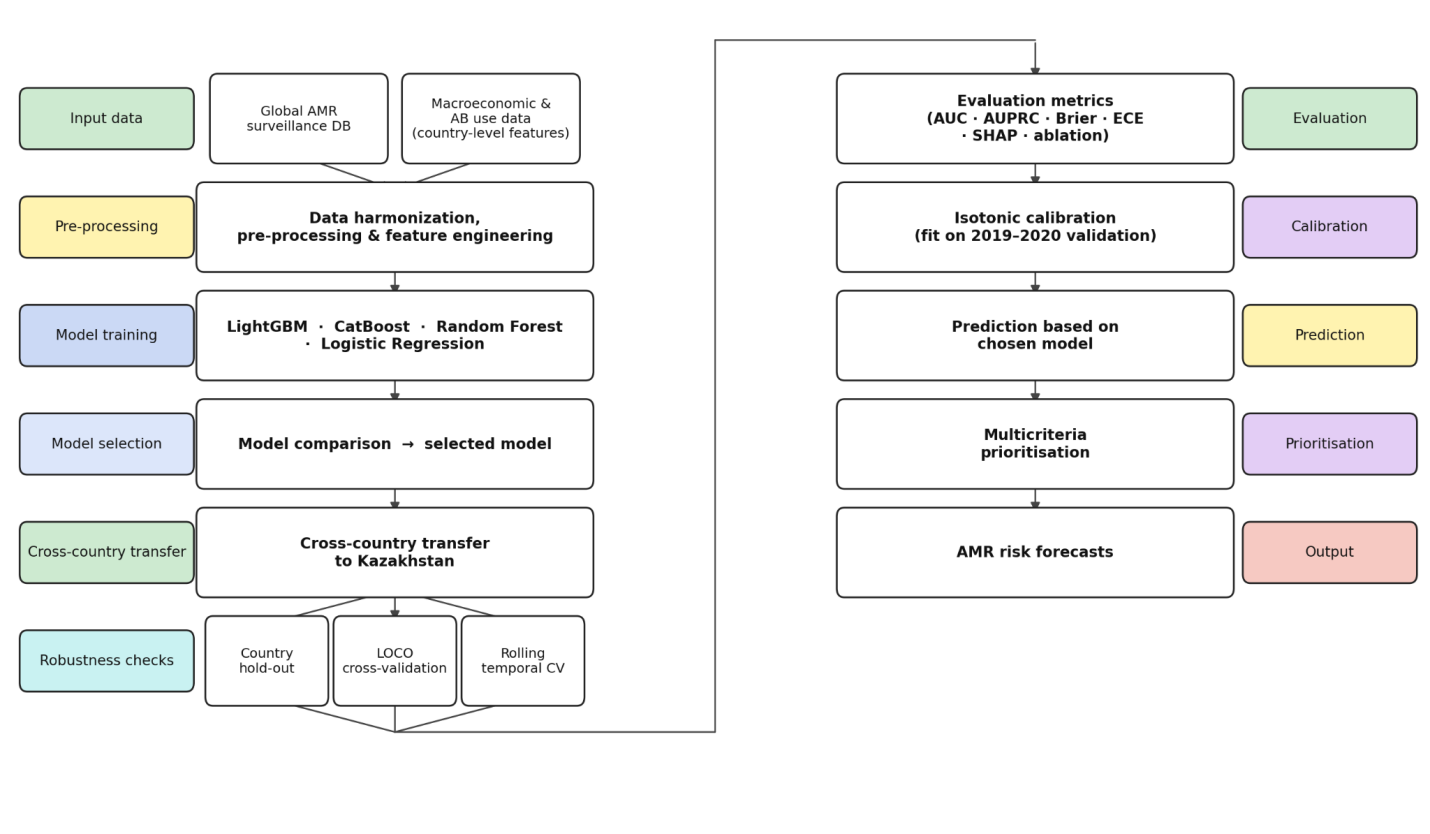 Input data
Global AMR
surveillance DB
Macroeconomic &
AB use data
(country-level features)
Pre-processing
Data harmonization,
pre-processing & feature engineering
Model training
LightGBM · CatBoost · Random Forest
· Logistic Regression
Model selection
Model comparison → selected model
Cross-country transfer
Cross-country transfer
to Kazakhstan
Robustness checks
Country
hold-out
LOCO
cross-validation
Rolling
temporal CV
Evaluation metrics
(AUC · AUPRC · Brier · ECE
· SHAP · ablation)
Evaluation
Isotonic calibration
(fit on 2019–2020 validation)
Calibration
Prediction based on
chosen model
Prediction
Multicriteria
prioritisation
Prioritisation
AMR risk forecasts
Output